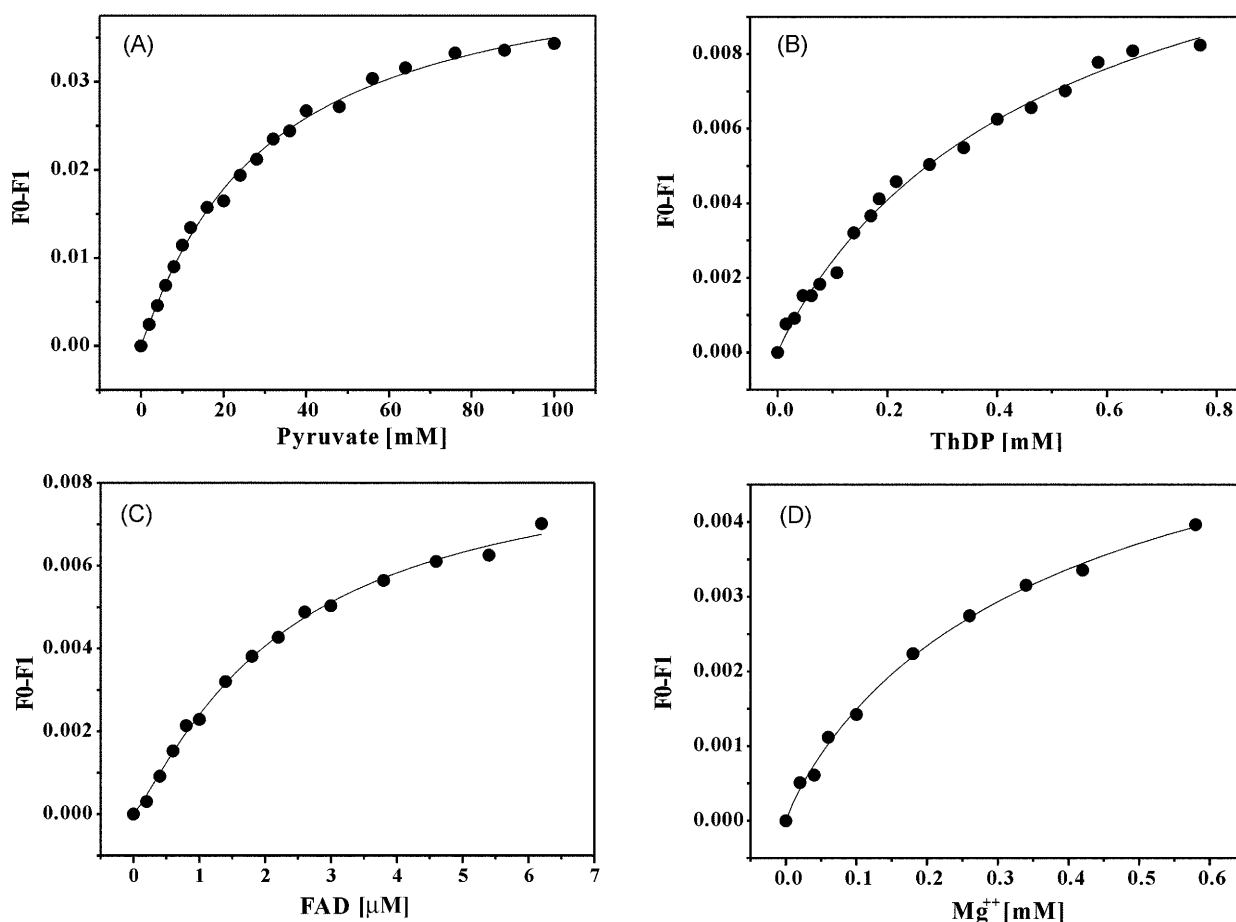 (A)
F0-F1
0.03
0.02
0.01
0.00
0 20 40 60 80 100
Pyruvate [mM]
(B)
F0-F1
0.008
0.006
0.004
0.002
0.000
0.0 0.2 0.4 0.6 0.8
ThDP [mM]
(C)
F0-F1
0.008
0.006
0.004
0.002
0.000
0 1 2 3 4 5 6 7
FAD [μM]
(D)
F0-F1
0.004
0.003
0.002
0.001
0.000
0.0 0.1 0.2 0.3 0.4 0.5 0.6
Mg++ [mM]